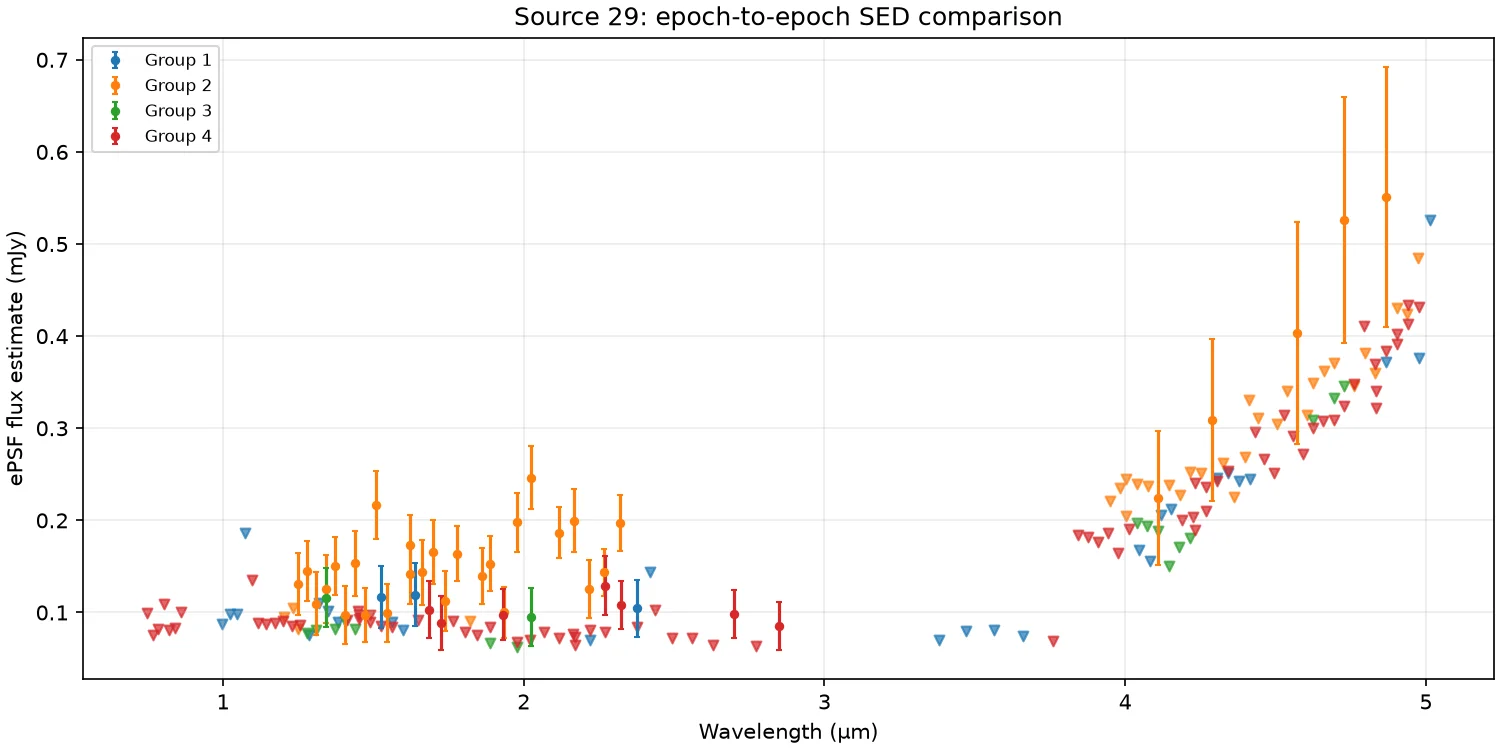 Source 29: epoch-to-epoch SED comparison
Group 1
Group 2
Group 3
Group 4
ePSF flux estimate (mJy)
0.7
0.6
0.5
0.4
0.3
0.2
0.1
1 2 3 4 5
Wavelength (μm)